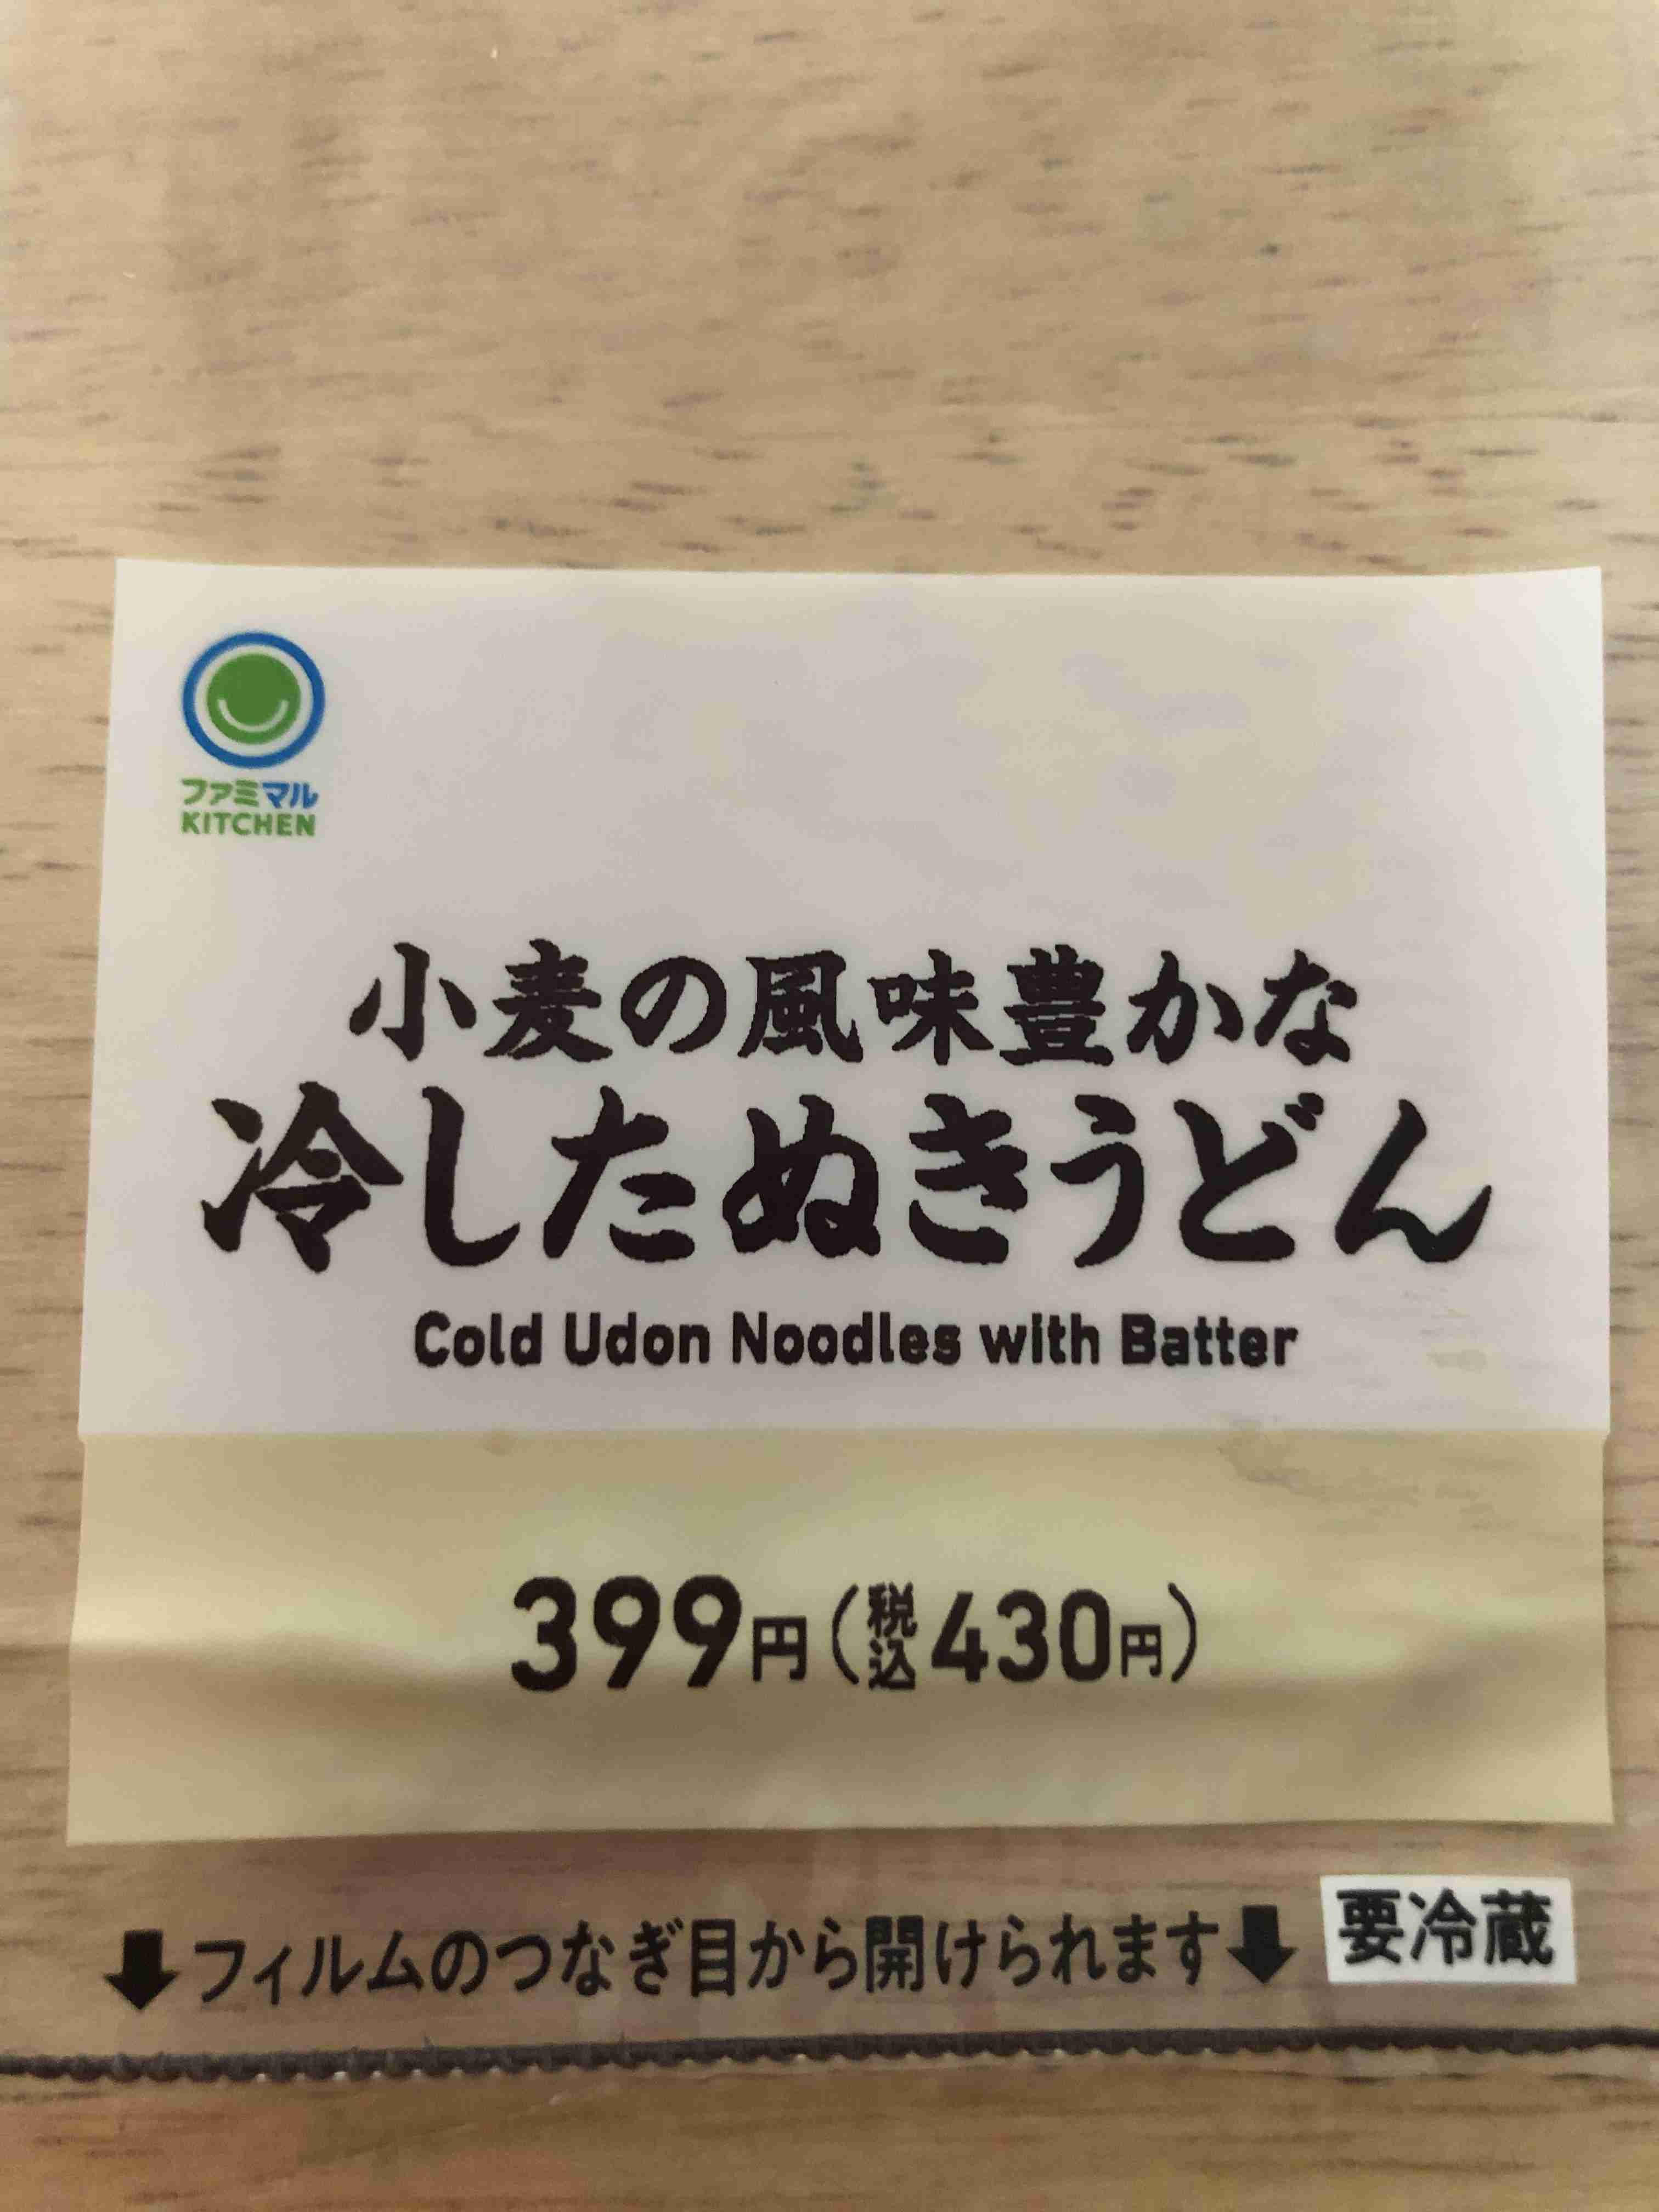 ファミマル
KITCHEN
小麦の風味豊かな
冷したぬきうどん
Cold Udon Noodles with Batter
399円(税込430円)
⬇フィルムのつなぎ目から開けられます⬇
要冷蔵